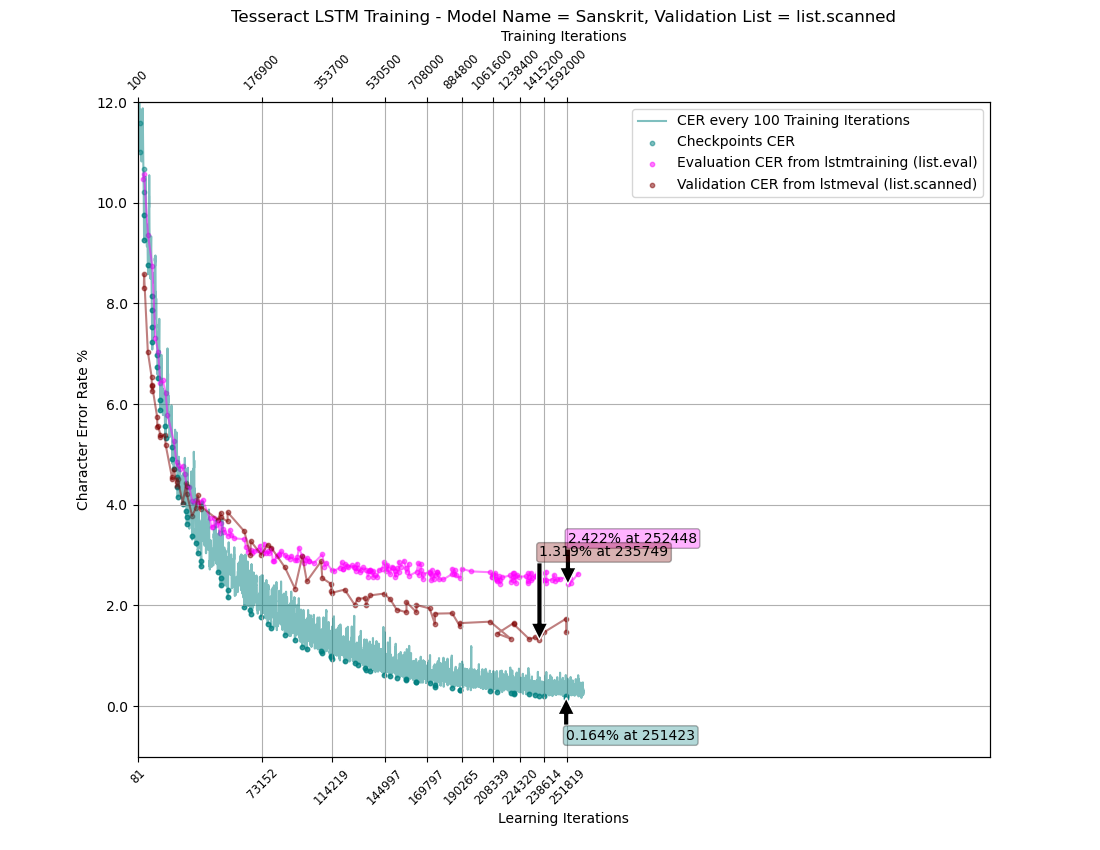 Tesseract LSTM Training - Model Name = Sanskrit, Validation List = list.scanned
Training Iterations
100 176900 353700 530500 708000 884800 1061600 1238400 1415200 1592000
12.0
CER every 100 Training Iterations
Checkpoints CER
Evaluation CER from lstmtraining (list.eval)
Validation CER from lstmeval (list.scanned)
10.0
8.0
6.0
Character Error Rate %
4.0
2.422% at 252448
1.319% at 235749
2.0
0.0
0.164% at 251423
81 73152 114219 144997 169797 190265 208339 224320 238614 251819
Learning Iterations